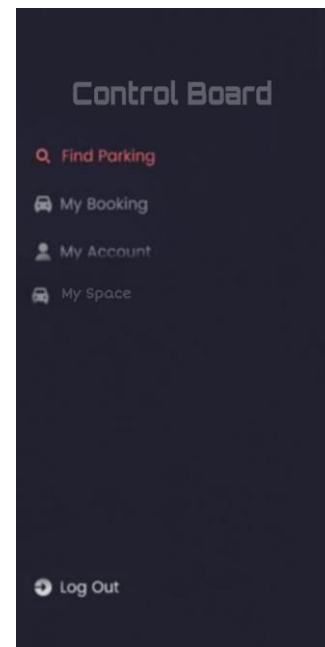 Control Board
Find Parking
My Booking
My Account
My Space
Log Out